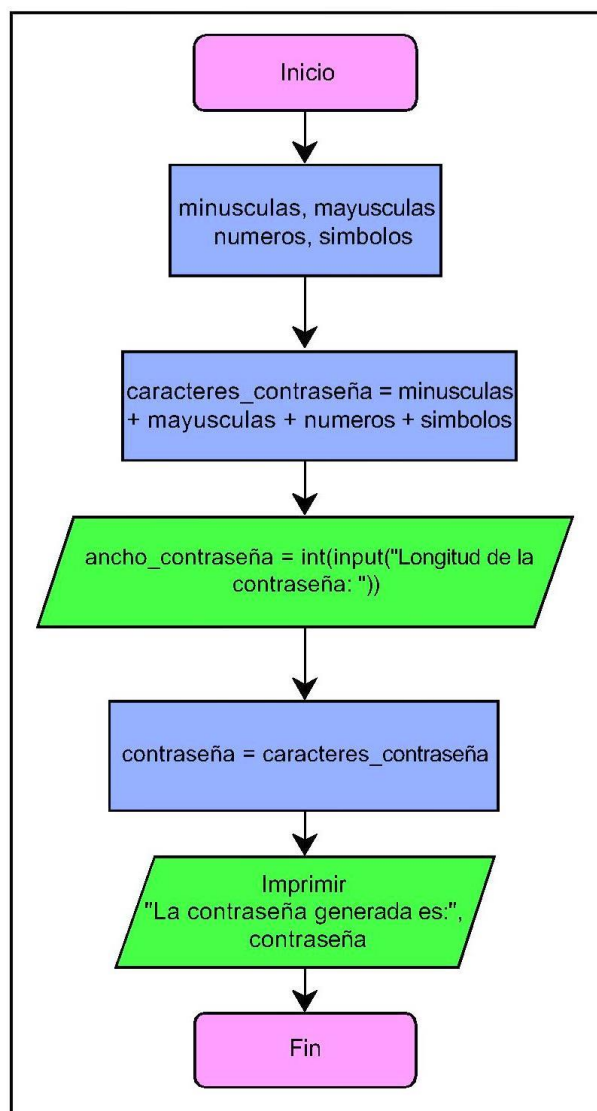 Inicio
minusculas, mayusculas
numeros, simbolos
caracteres_contraseña = minusculas
+ mayusculas + numeros + simbolos
ancho_contraseña = int(input("Longitud de la
contraseña: "))
contraseña = caracteres_contraseña
Imprimir
"La contraseña generada es:",
contraseña
Fin